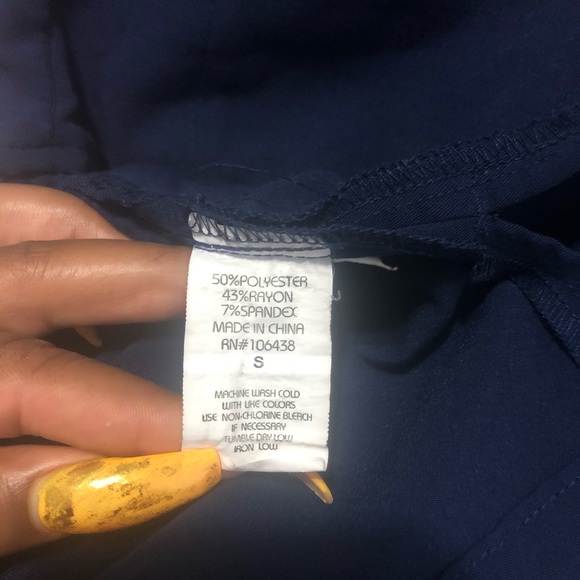 50%POLYESTER
43%RAYON
7%SPANDEX
MADE IN CHINA
RN#106438
S
MACHINE WASH COLD
WITH LIKE COLORS
USE NON-CHLORINE BLEACH
IF NECESSARY
TUMBLE DRY LOW
IRON LOW